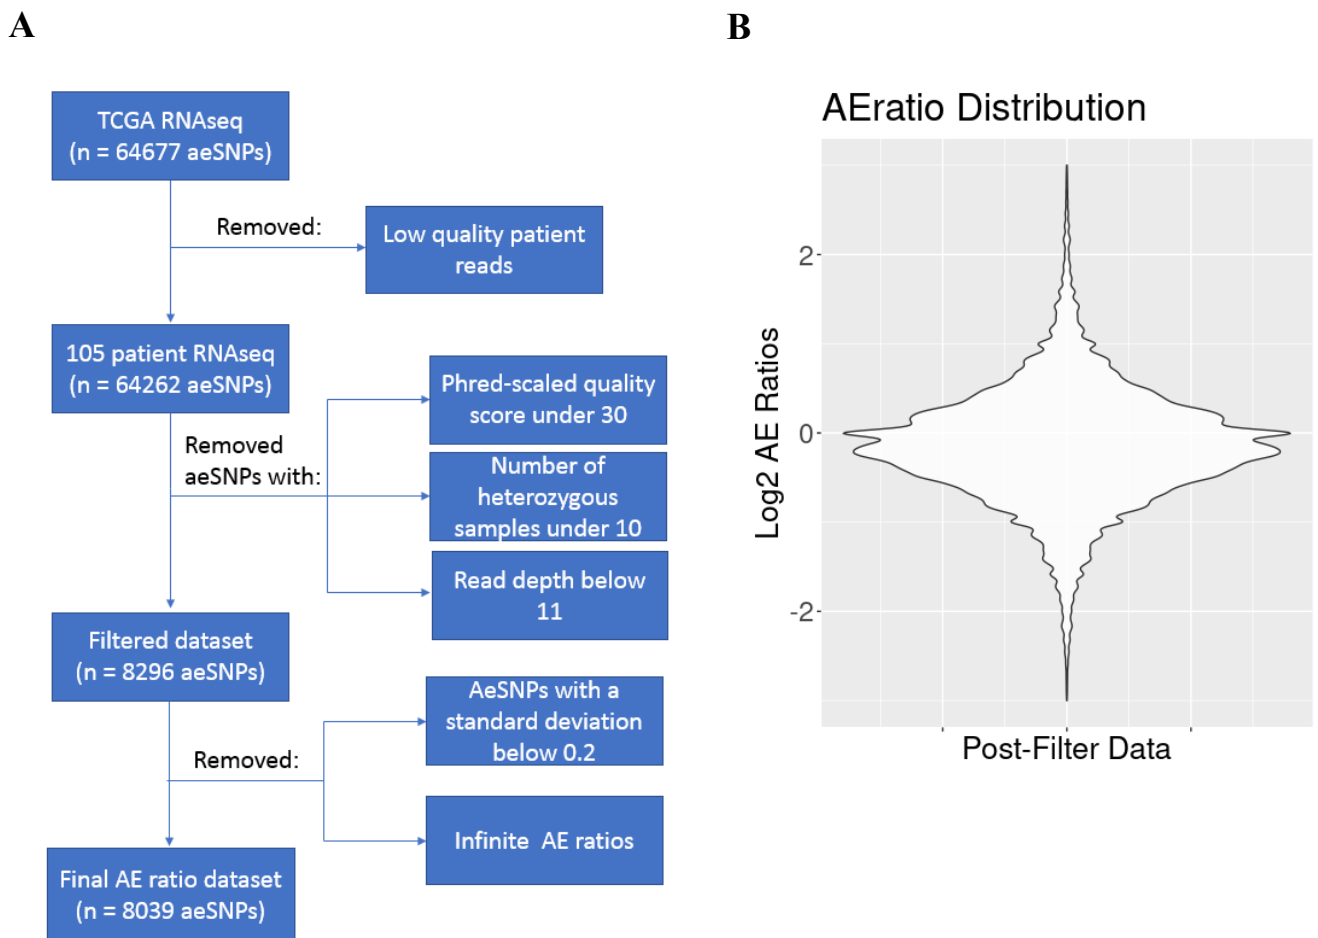 A
TCGA RNAseq
(n = 64677 aeSNPs)
Removed:
Low quality patient
reads
105 patient RNAseq
(n = 64262 aeSNPs)
Removed
aeSNPs with:
Phred-scaled quality
score under 30
Number of
heterozygous
samples under 10
Read depth below
11
Filtered dataset
(n = 8296 aeSNPs)
Removed:
AeSNPs with a
standard deviation
below 0.2
Infinite AE ratios
Final AE ratio dataset
(n = 8039 aeSNPs)
B
AEratio Distribution
Log2 AE Ratios
2
0
-2
Post-Filter Data